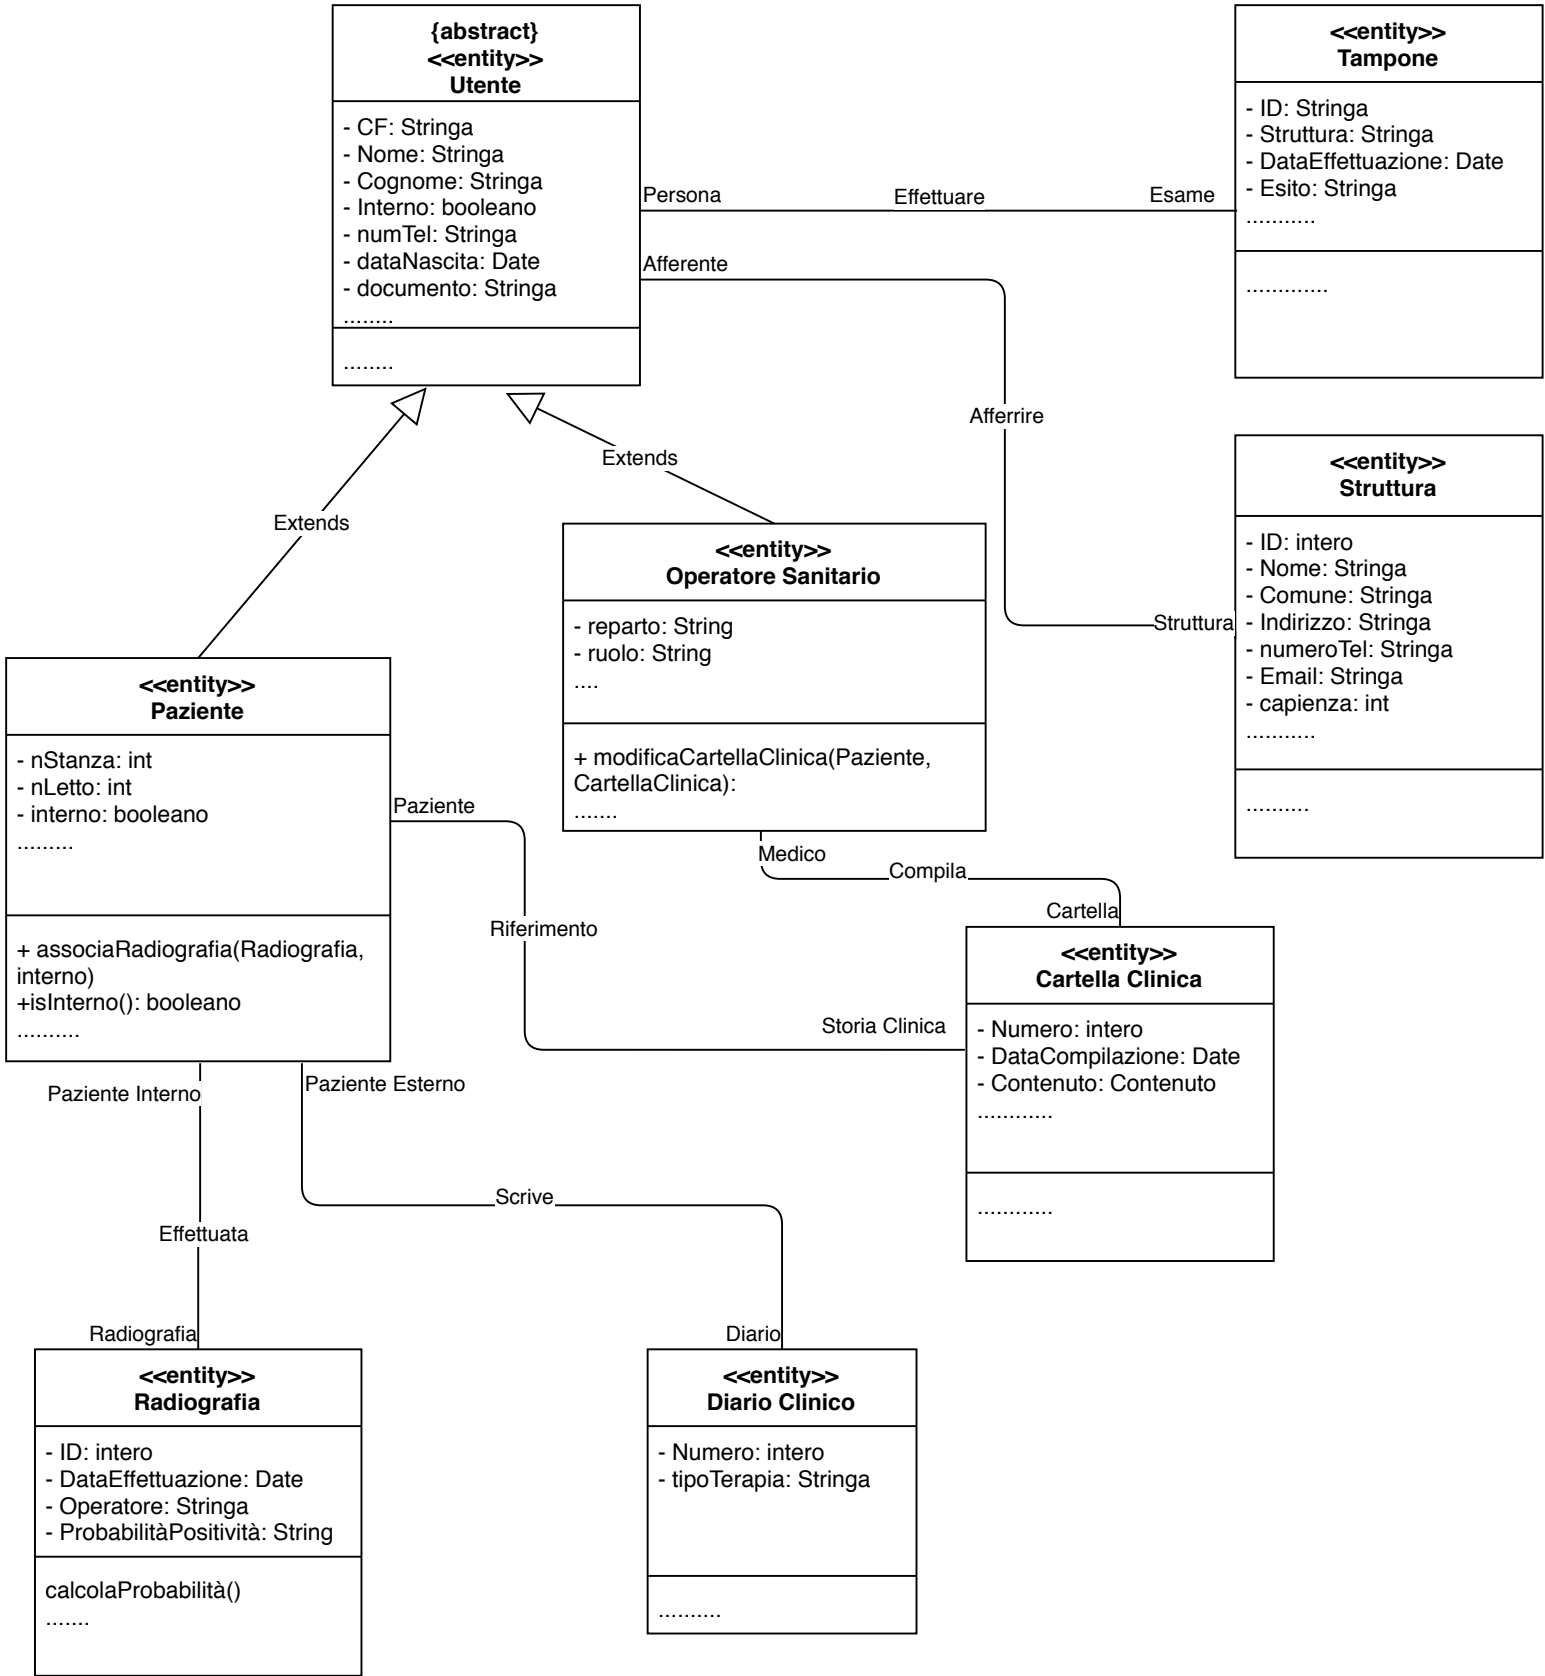 {abstract}
<<entity>>
Utente
- CF: Stringa
- Nome: Stringa
- Cognome: Stringa
- Interno: booleano
- numTel: Stringa
- dataNascita: Date
- documento: Stringa
........
........
<<entity>>
Tampone
- ID: Stringa
- Struttura: Stringa
- DataEffettuazione: Date
- Esito: Stringa
...........
.............
Persona
Effettuare
Esame
Afferente
Afferrire
Struttura
Extends
Extends
<<entity>>
Struttura
- ID: intero
- Nome: Stringa
- Comune: Stringa
- Indirizzo: Stringa
- numeroTel: Stringa
- Email: Stringa
- capienza: int
...........
..........
<<entity>>
Operatore Sanitario
- reparto: String
- ruolo: String
....
+ modificaCartellaClinica(Paziente,
CartellaClinica):
.......
<<entity>>
Paziente
- nStanza: int
- nLetto: int
- interno: booleano
.........
+ associaRadiografia(Radiografia,
interno)
+isInterno(): booleano
..........
Paziente
Riferimento
Storia Clinica
Medico
Compila
Cartella
<<entity>>
Cartella Clinica
- Numero: intero
- DataCompilazione: Date
- Contenuto: Contenuto
............
............
Paziente Interno
Effettuata
Radiografia
Paziente Esterno
Scrive
Diario
<<entity>>
Radiografia
- ID: intero
- DataEffettuazione: Date
- Operatore: Stringa
- ProbabilitàPositività: String
calcolaProbabilità()
.......
<<entity>>
Diario Clinico
- Numero: intero
- tipoTerapia: Stringa
..........